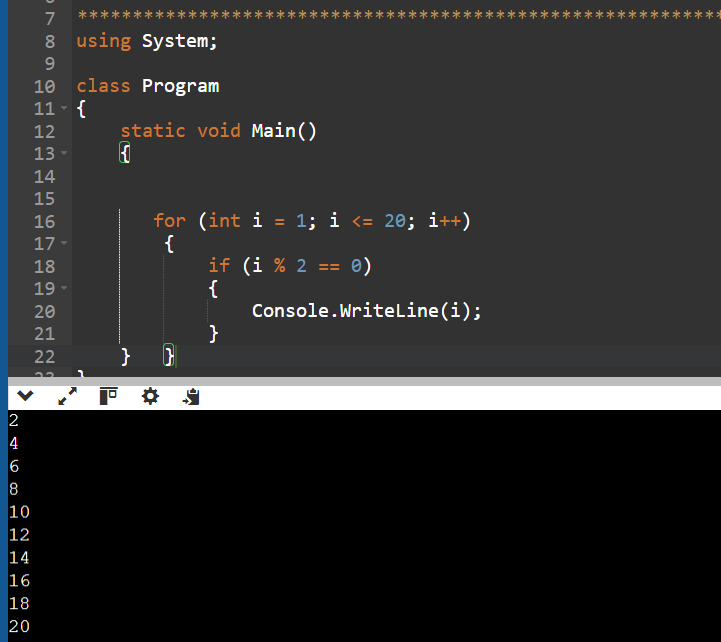 7 ***********************************************************
8 using System;
9
10 class Program
11 {
12     static void Main()
13     {
14
15
16        for (int i = 1; i <= 20; i++)
17         {
18             if (i % 2 == 0)
19             {
20                 Console.WriteLine(i);
21             }
22     }   }
23 }
2
4
6
8
10
12
14
16
18
20